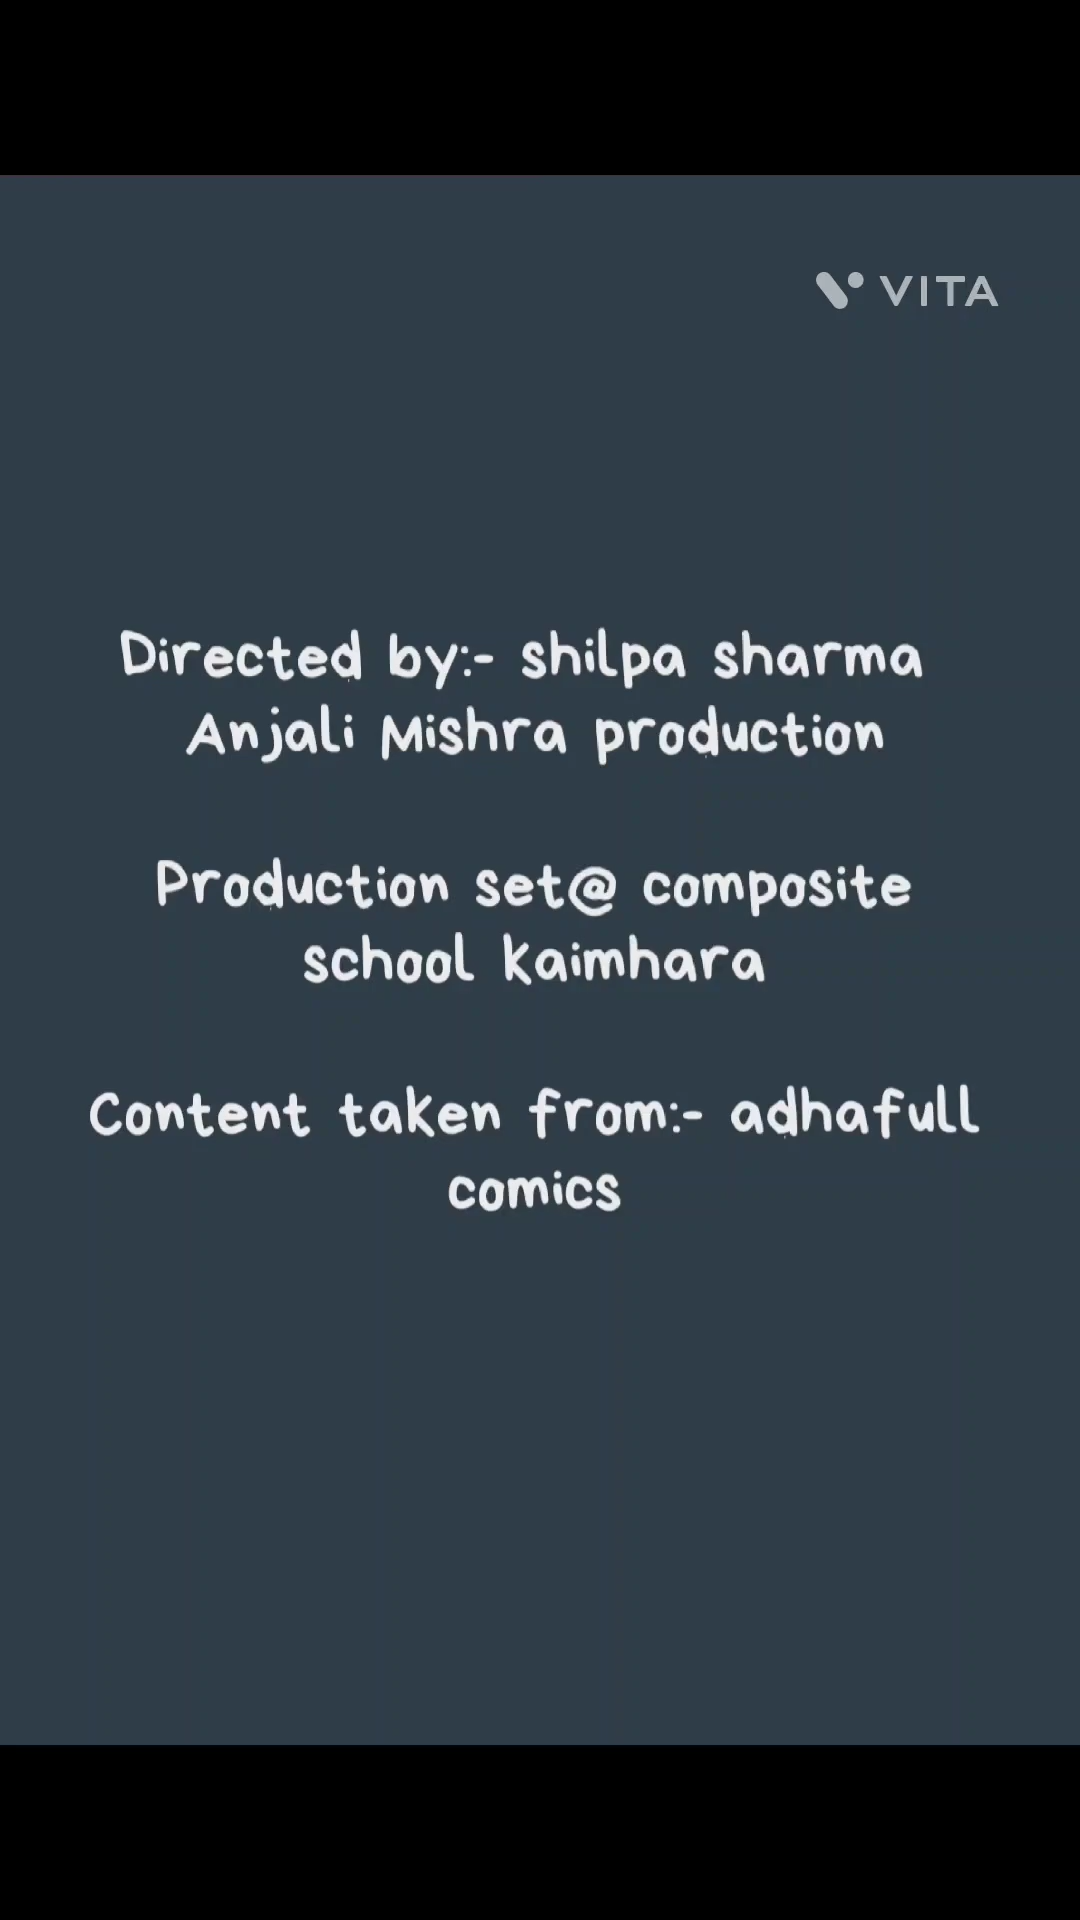 VITA
Directed by:- shilpa sharma
Anjali Mishra production
Production set@ composite
school kaimhara
Content taken from:- adhafull
comics